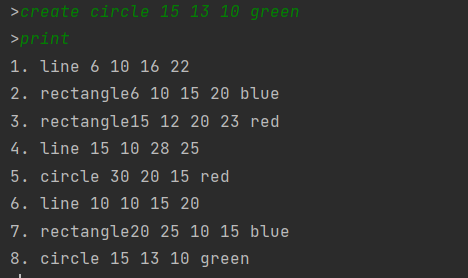 >create circle 15 13 10 green
>print
1. line 6 10 16 22
2. rectangle6 10 15 20 blue
3. rectangle15 12 20 23 red
4. line 15 10 28 25
5. circle 30 20 15 red
6. line 10 10 15 20
7. rectangle20 25 10 15 blue
8. circle 15 13 10 green